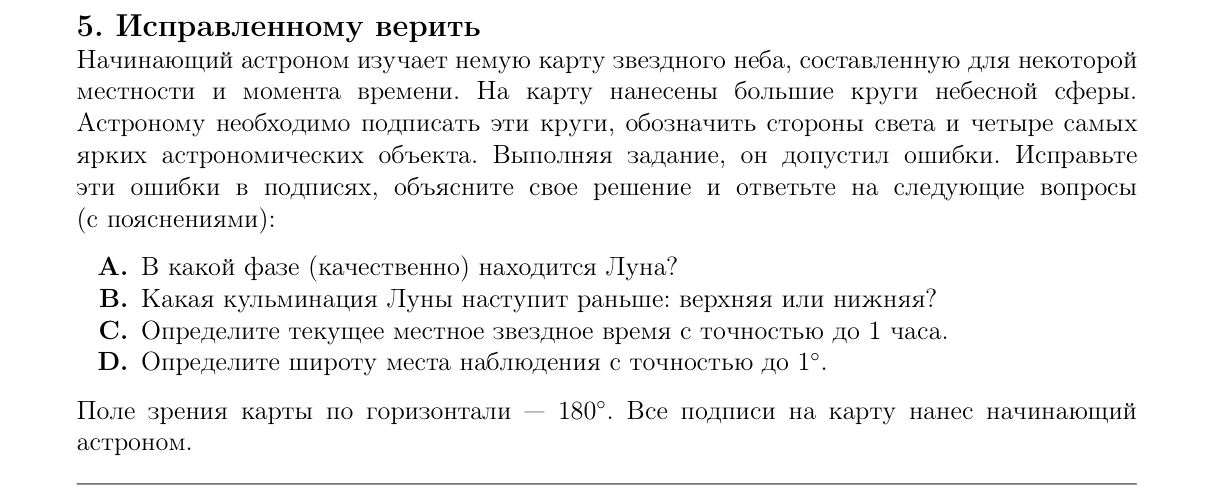 5. Исправленному верить
Начинающий астроном изучает немую карту звездного неба, составленную для некоторой
местности и момента времени. На карту нанесены большие круги небесной сферы.
Астроному необходимо подписать эти круги, обозначить стороны света и четыре самых
ярких астрономических объекта. Выполняя задание, он допустил ошибки. Исправьте
эти ошибки в подписях, объясните свое решение и ответьте на следующие вопросы
(с пояснениями):
A. В какой фазе (качественно) находится Луна?
B. Какая кульминация Луны наступит раньше: верхняя или нижняя?
C. Определите текущее местное звездное время с точностью до 1 часа.
D. Определите широту места наблюдения с точностью до 1°.
Поле зрения карты по горизонтали — 180°. Все подписи на карту нанес начинающий
астроном.